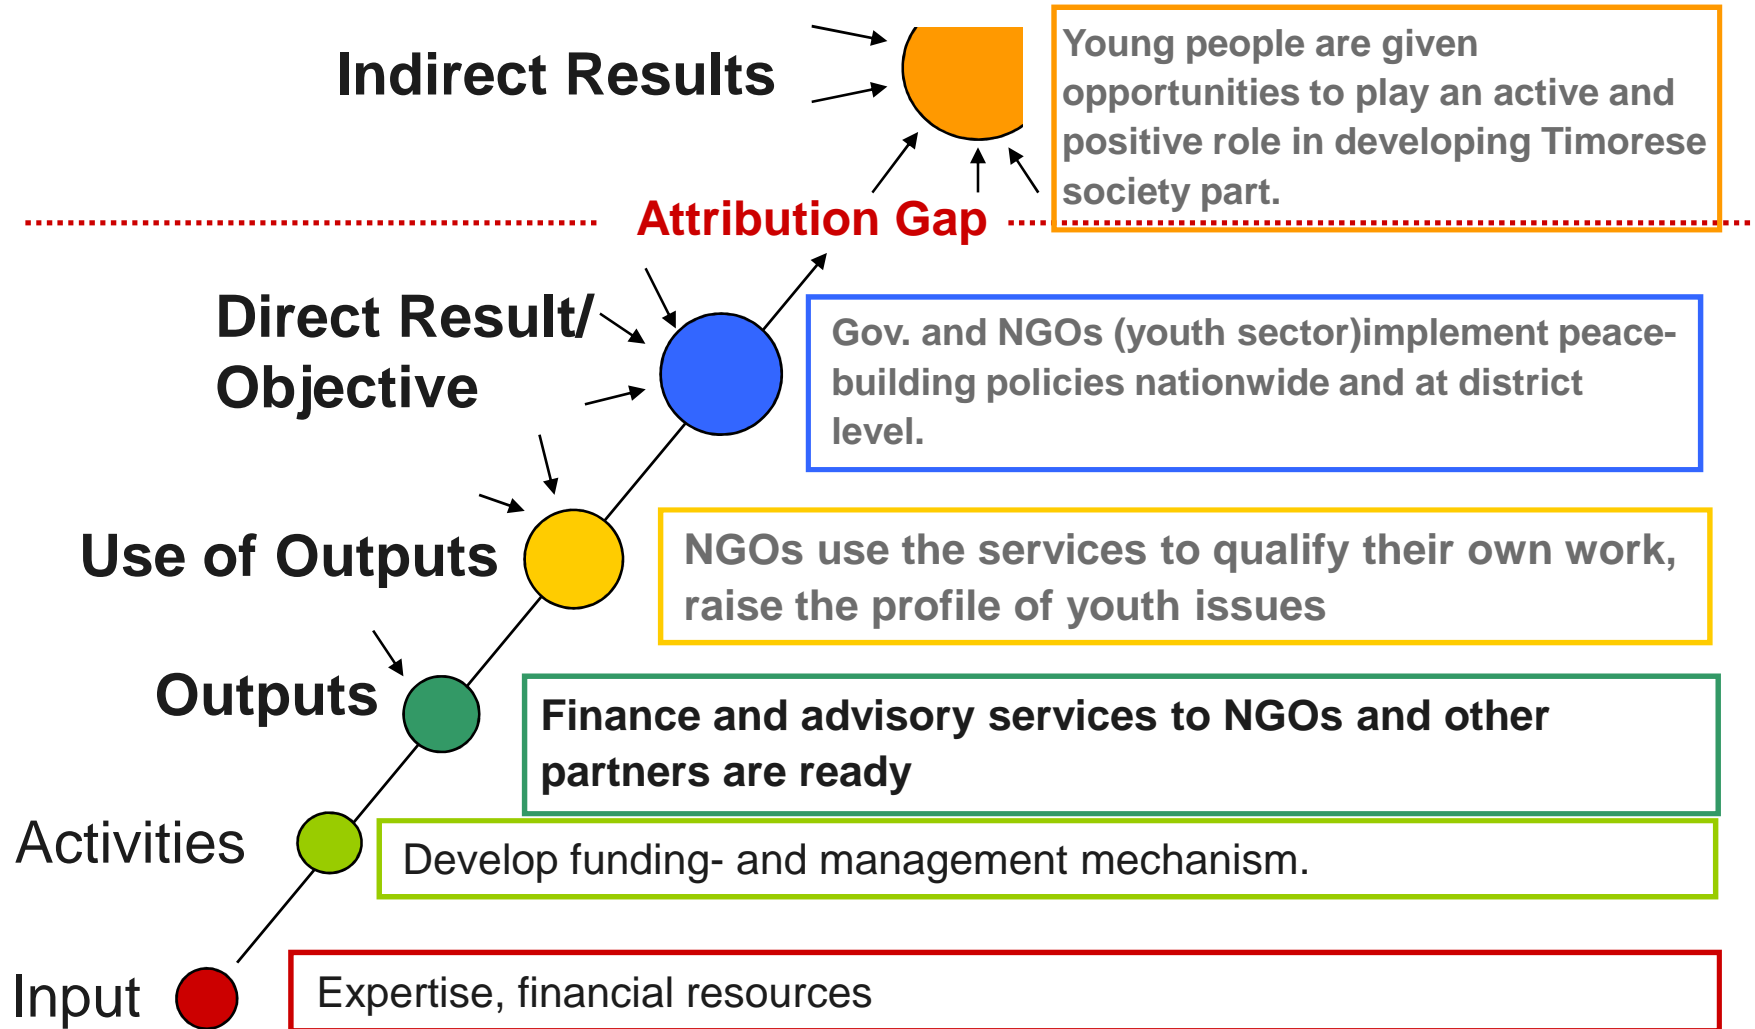 Indirect Results
Young people are given
opportunities to play an active and
positive role in developing Timorese
society part.
Attribution Gap
Direct Result/
Objective
Gov. and NGOs (youth sector)implement peace-
building policies nationwide and at district
level.
Use of Outputs
NGOs use the services to qualify their own work,
raise the profile of youth issues
Outputs
Finance and advisory services to NGOs and other
partners are ready
Activities
Develop funding- and management mechanism.
Input
Expertise, financial resources